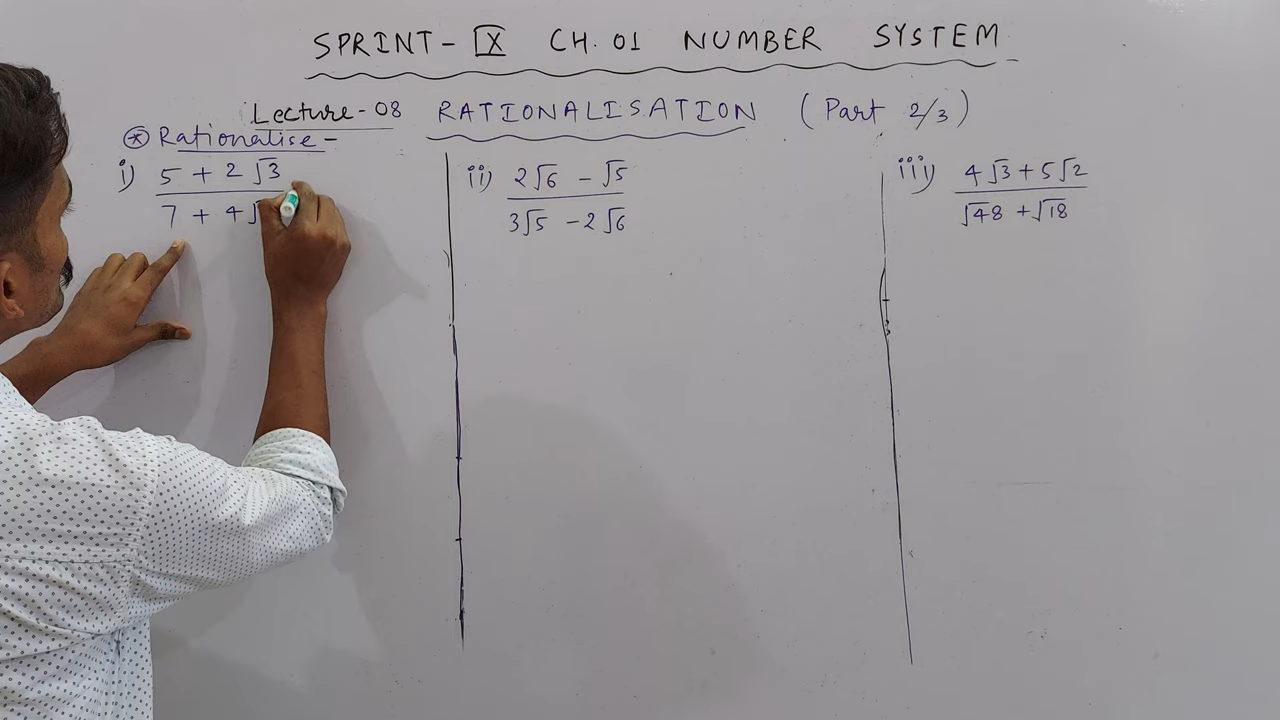 SPRINT - IX CH. 01 NUMBER SYSTEM
Lecture - 08 RATIONALISATION (Part 2/3)
* Rationalise -
i) 5 + 2√3
7 + 4√
ii) 2√6 - √5
3√5 - 2√6
iii) 4√3 + 5√2
√48 + √18